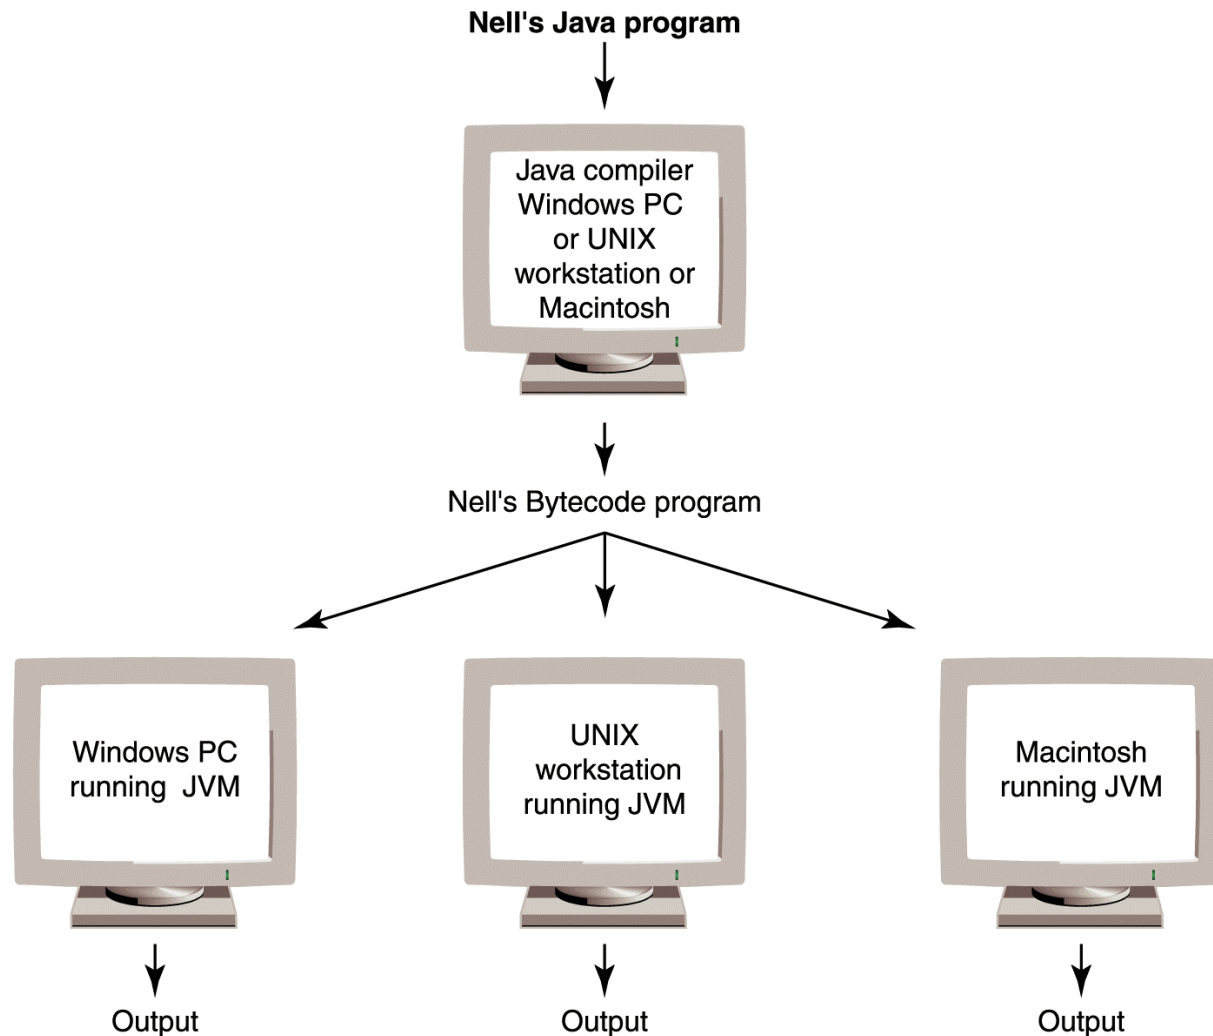 Nell's Java program
Java compiler
Windows PC
or UNIX
workstation or
Macintosh
Nell's Bytecode program
Windows PC
running JVM
UNIX
workstation
running JVM
Macintosh
running JVM
Output
Output
Output